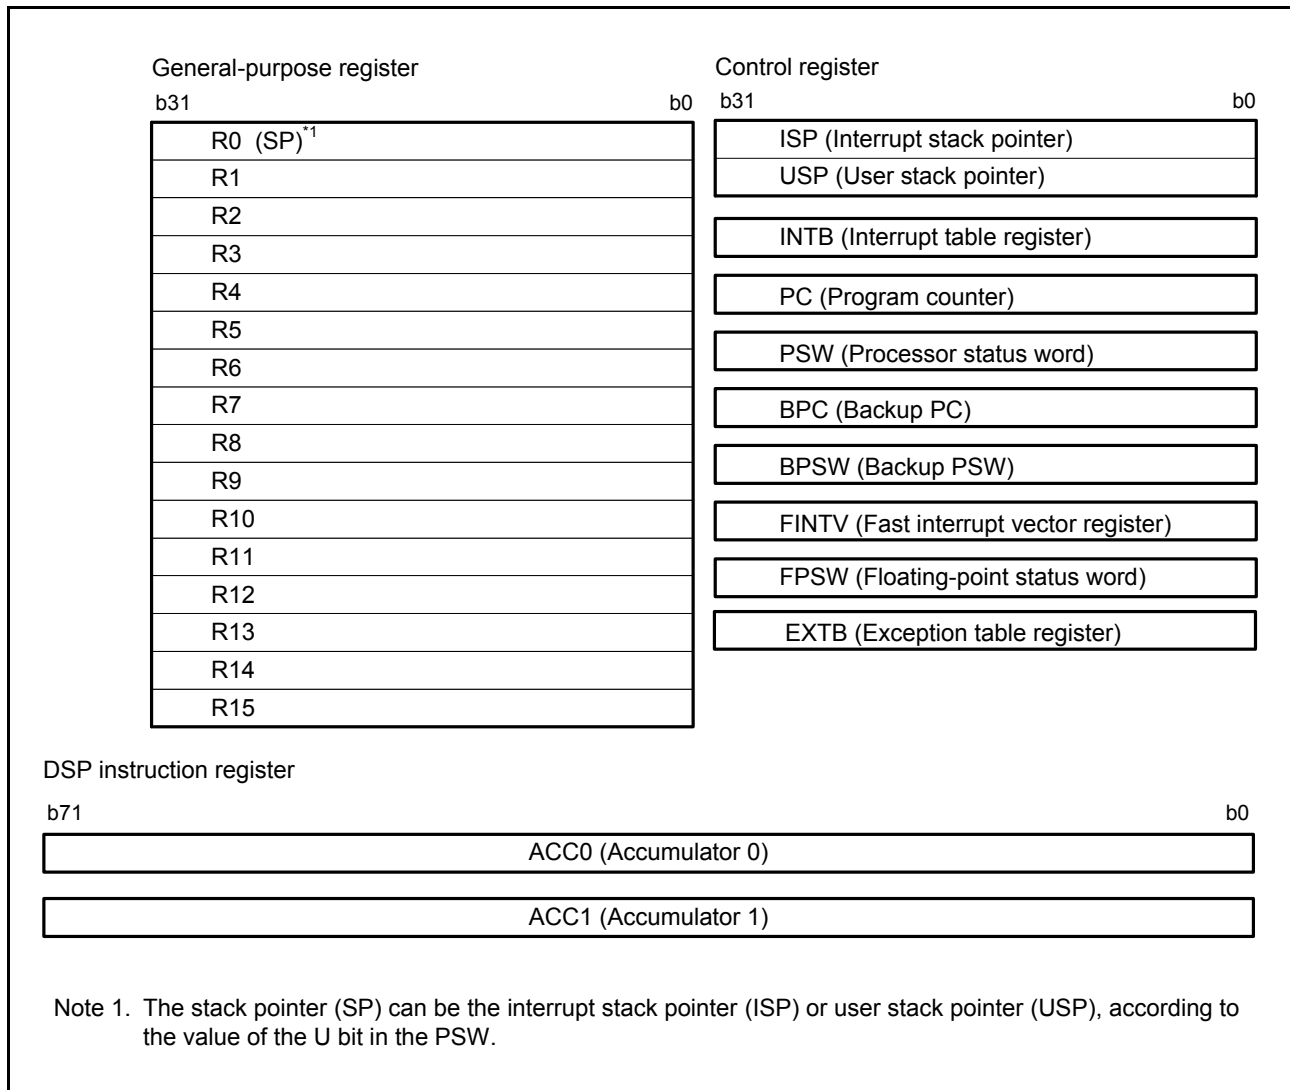 General-purpose register
b31 b0
R0 (SP)*1
R1
R2
R3
R4
R5
R6
R7
R8
R9
R10
R11
R12
R13
R14
R15
Control register
b31 b0
ISP (Interrupt stack pointer)
USP (User stack pointer)
INTB (Interrupt table register)
PC (Program counter)
PSW (Processor status word)
BPC (Backup PC)
BPSW (Backup PSW)
FINTV (Fast interrupt vector register)
FPSW (Floating-point status word)
EXTB (Exception table register)
DSP instruction register
b71 b0
ACC0 (Accumulator 0)
ACC1 (Accumulator 1)
Note 1. The stack pointer (SP) can be the interrupt stack pointer (ISP) or user stack pointer (USP), according to
the value of the U bit in the PSW.